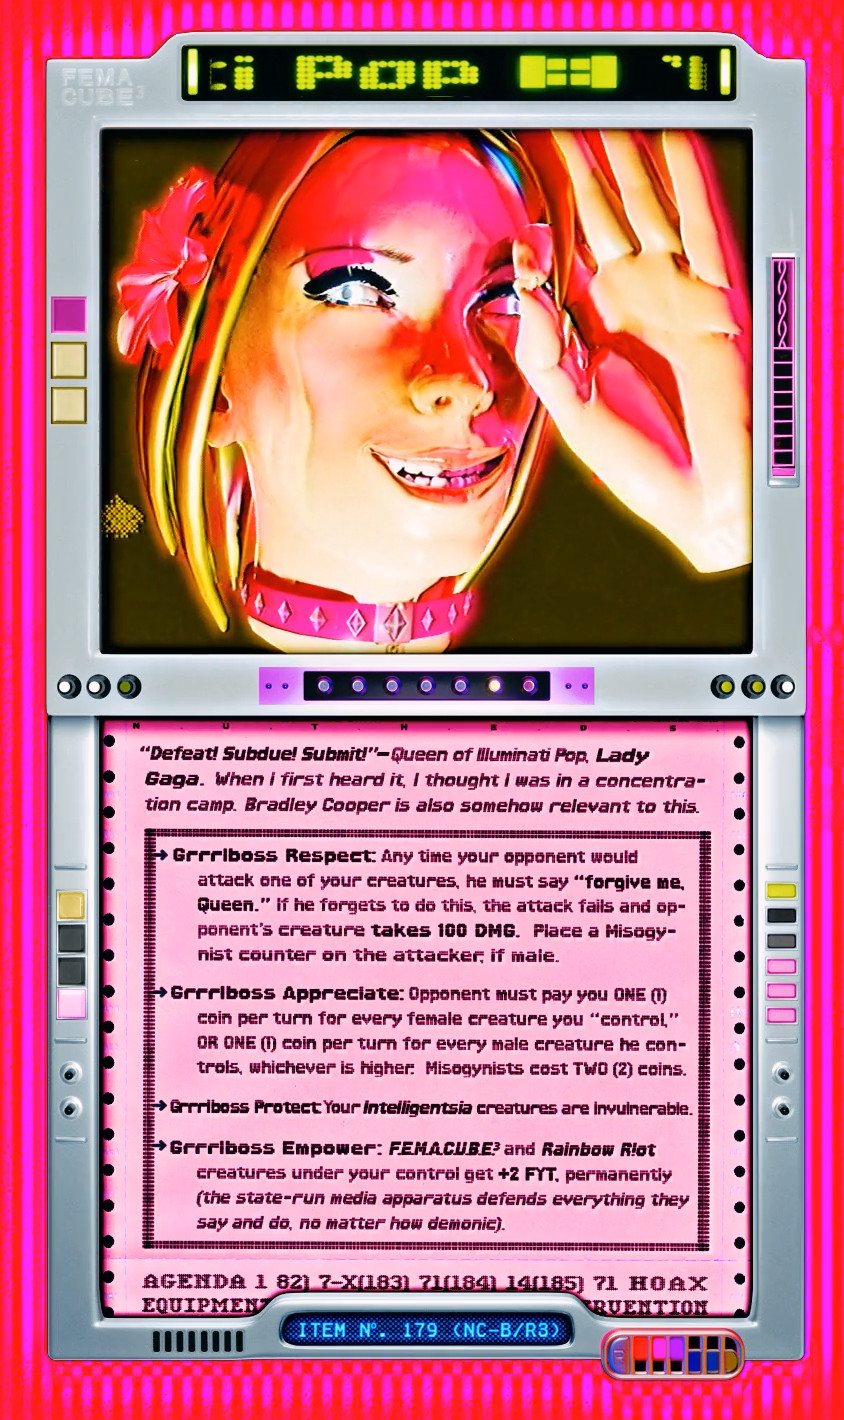 FEMA
CUBE³
i Pop
N U T H E D S
“Defeat! Subdue! Submit!”—Queen of Illuminati Pop, Lady
Gaga. When i first heard it, I thought I was in a concentra-
tion camp. Bradley Cooper is also somehow relevant to this.
→ Grrrlboss Respect: Any time your opponent would
attack one of your creatures, he must say “forgive me,
Queen.” If he forgets to do this, the attack fails and op-
ponent's creature takes 100 DMG. Place a Misogy-
nist counter on the attacker, if male.
→ Grrrlboss Appreciate: Opponent must pay you ONE (1)
coin per turn for every female creature you “control,”
OR ONE (1) coin per turn for every male creature he con-
trols, whichever is higher. Misogynists cost TWO (2) coins.
→ Grrrlboss Protect: Your Intelligentsia creatures are invulnerable.
→ Grrrlboss Empower: F.E.M.A.C.U.B.E.³ and Rainbow R!ot
creatures under your control get +2 FYT, permanently
(the state-run media apparatus defends everything they
say and do, no matter how demonic).
AGENDA 1 82) 7-X(183) 71(184) 14(185) 71 HOAX
EQUIPMENT RUENTION
ITEM Nº. 179 (NC-B/R3)